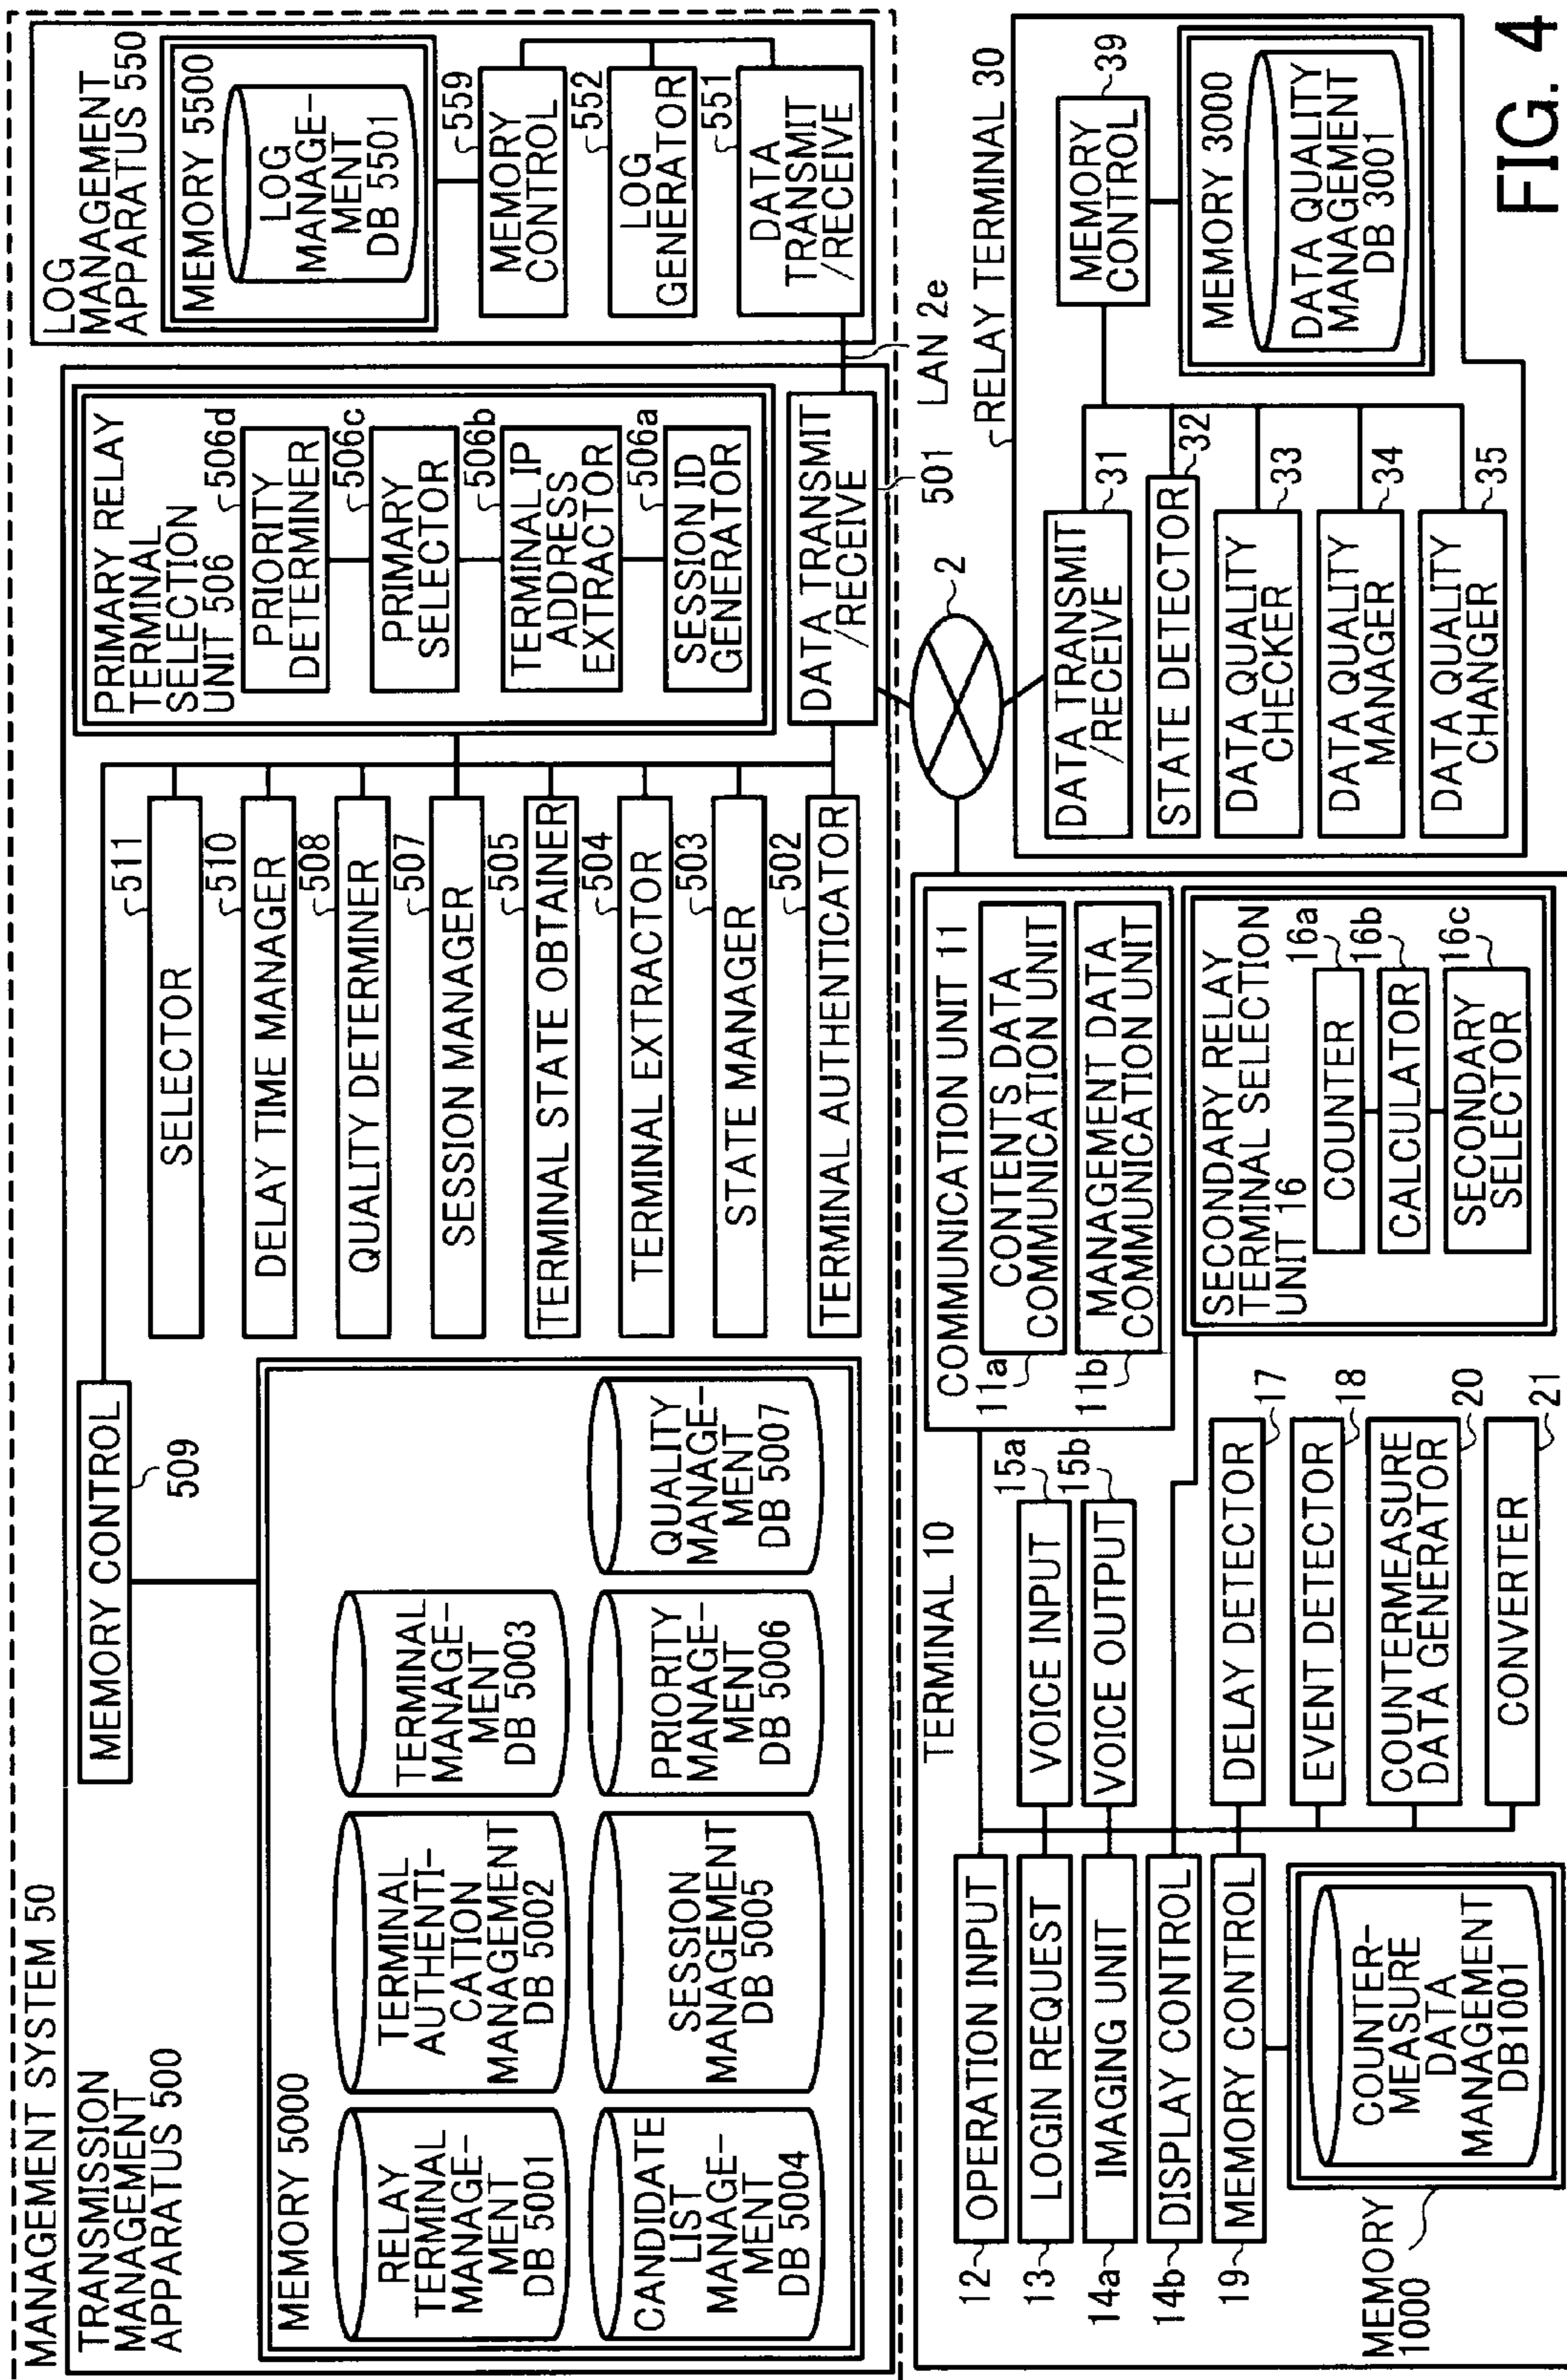 MANAGEMENT SYSTEM 50
TRANSMISSION
MANAGEMENT
APPARATUS 500
MEMORY CONTROL
509
MEMORY 5000
RELAY
TERMINAL
MANAGE-
MENT
DB 5001
TERMINAL
AUTHENTI-
CATION
MANAGEMENT
DB 5002
TERMINAL
MANAGE-
MENT
DB 5003
CANDIDATE
LIST
MANAGE-
MENT
DB 5004
SESSION
MANAGEMENT
DB 5005
PRIORITY
MANAGE-
MENT
DB 5006
QUALITY
MANAGE-
MENT
DB 5007
511
SELECTOR
510
DELAY TIME MANAGER
508
QUALITY DETERMINER
507
SESSION MANAGER
505
TERMINAL STATE OBTAINER
504
TERMINAL EXTRACTOR
503
STATE MANAGER
502
TERMINAL AUTHENTICATOR
PRIMARY RELAY
TERMINAL
SELECTION
UNIT 506
506d
PRIORITY
DETERMINER
506c
PRIMARY
SELECTOR
506b
TERMINAL IP
ADDRESS
EXTRACTOR
506a
SESSION ID
GENERATOR
DATA TRANSMIT
/RECEIVE
501
LAN 2e
LOG
MANAGEMENT
APPARATUS 550
MEMORY 5500
LOG
MANAGE-
MENT
DB 5501
559
MEMORY
CONTROL
552
LOG
GENERATOR
551
DATA
TRANSMIT
/RECEIVE
2
TERMINAL 10
COMMUNICATION UNIT 11
11a
CONTENTS DATA
COMMUNICATION UNIT
11b
MANAGEMENT DATA
COMMUNICATION UNIT
12
OPERATION INPUT
13
LOGIN REQUEST
14a
IMAGING UNIT
14b
DISPLAY CONTROL
19
MEMORY CONTROL
MEMORY
1000
COUNTER-
MEASURE
DATA
MANAGEMENT
DB1001
15a
VOICE INPUT
15b
VOICE OUTPUT
DELAY DETECTOR
17
EVENT DETECTOR
18
COUNTERMEASURE
DATA GENERATOR
20
CONVERTER
21
SECONDARY RELAY
TERMINAL SELECTION
UNIT 16
16a
COUNTER
16b
CALCULATOR
16c
SECONDARY
SELECTOR
RELAY TERMINAL 30
DATA TRANSMIT
/RECEIVE
31
STATE DETECTOR
32
DATA QUALITY
CHECKER
33
DATA QUALITY
MANAGER
34
DATA QUALITY
CHANGER
35
MEMORY
CONTROL
39
MEMORY 3000
DATA QUALITY
MANAGEMENT
DB 3001
FIG. 4